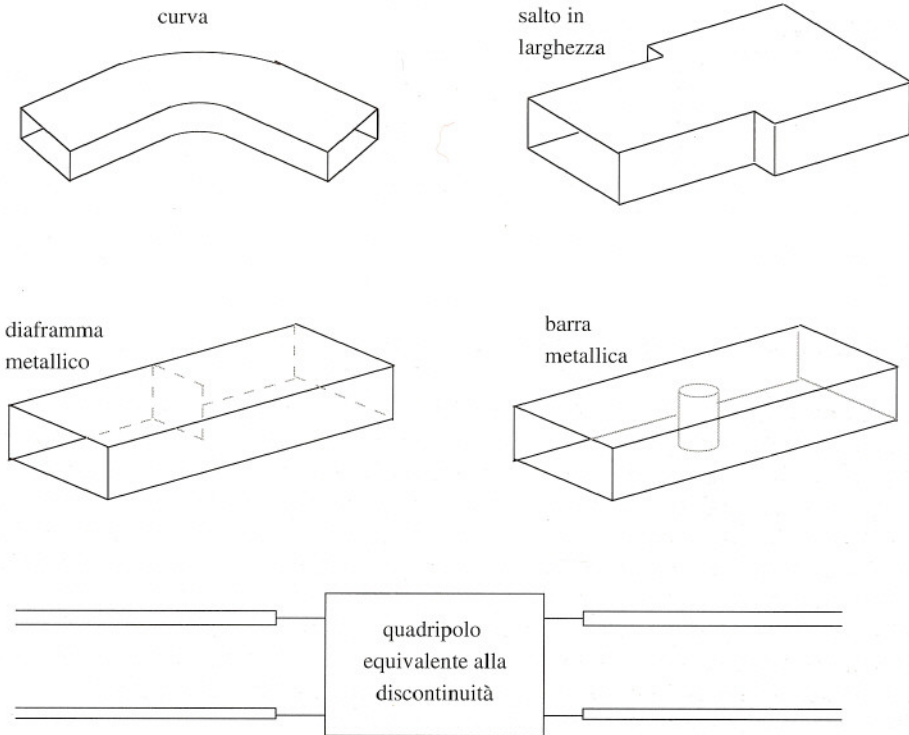 curva
salto in
larghezza
diaframma
metallico
barra
metallica
quadripolo
equivalente alla
discontinuità